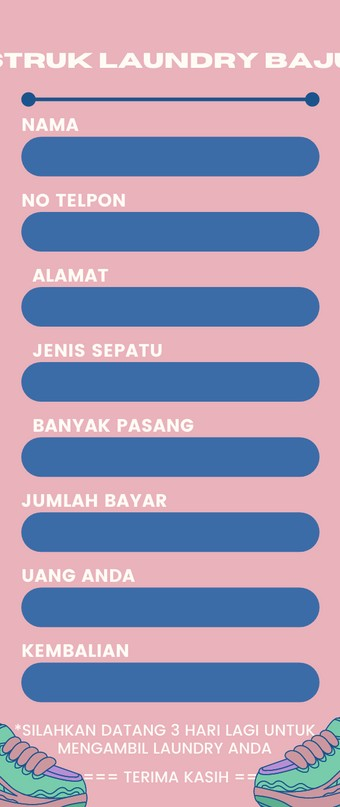 STRUK LAUNDRY BAJU
NAMA
NO TELPON
ALAMAT
JENIS SEPATU
BANYAK PASANG
JUMLAH BAYAR
UANG ANDA
KEMBALIAN
*SILAHKAN DATANG 3 HARI LAGI UNTUK
MENGAMBIL LAUNDRY ANDA
=== TERIMA KASIH ==